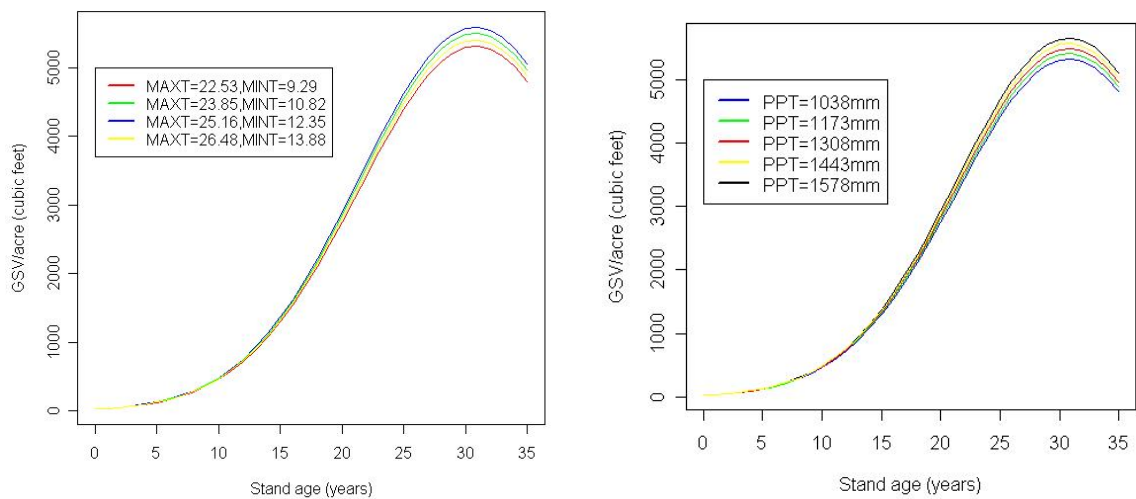 GSV/acre (cubic feet)
5000
4000
3000
2000
1000
0
MAXT=22.53,MINT=9.29
MAXT=23.85,MINT=10.82
MAXT=25.16,MINT=12.35
MAXT=26.48,MINT=13.88
0 5 10 15 20 25 30 35
Stand age (years)
GSV/acre (cubic feet)
5000
4000
3000
2000
1000
0
PPT=1038mm
PPT=1173mm
PPT=1308mm
PPT=1443mm
PPT=1578mm
0 5 10 15 20 25 30 35
Stand age (years)